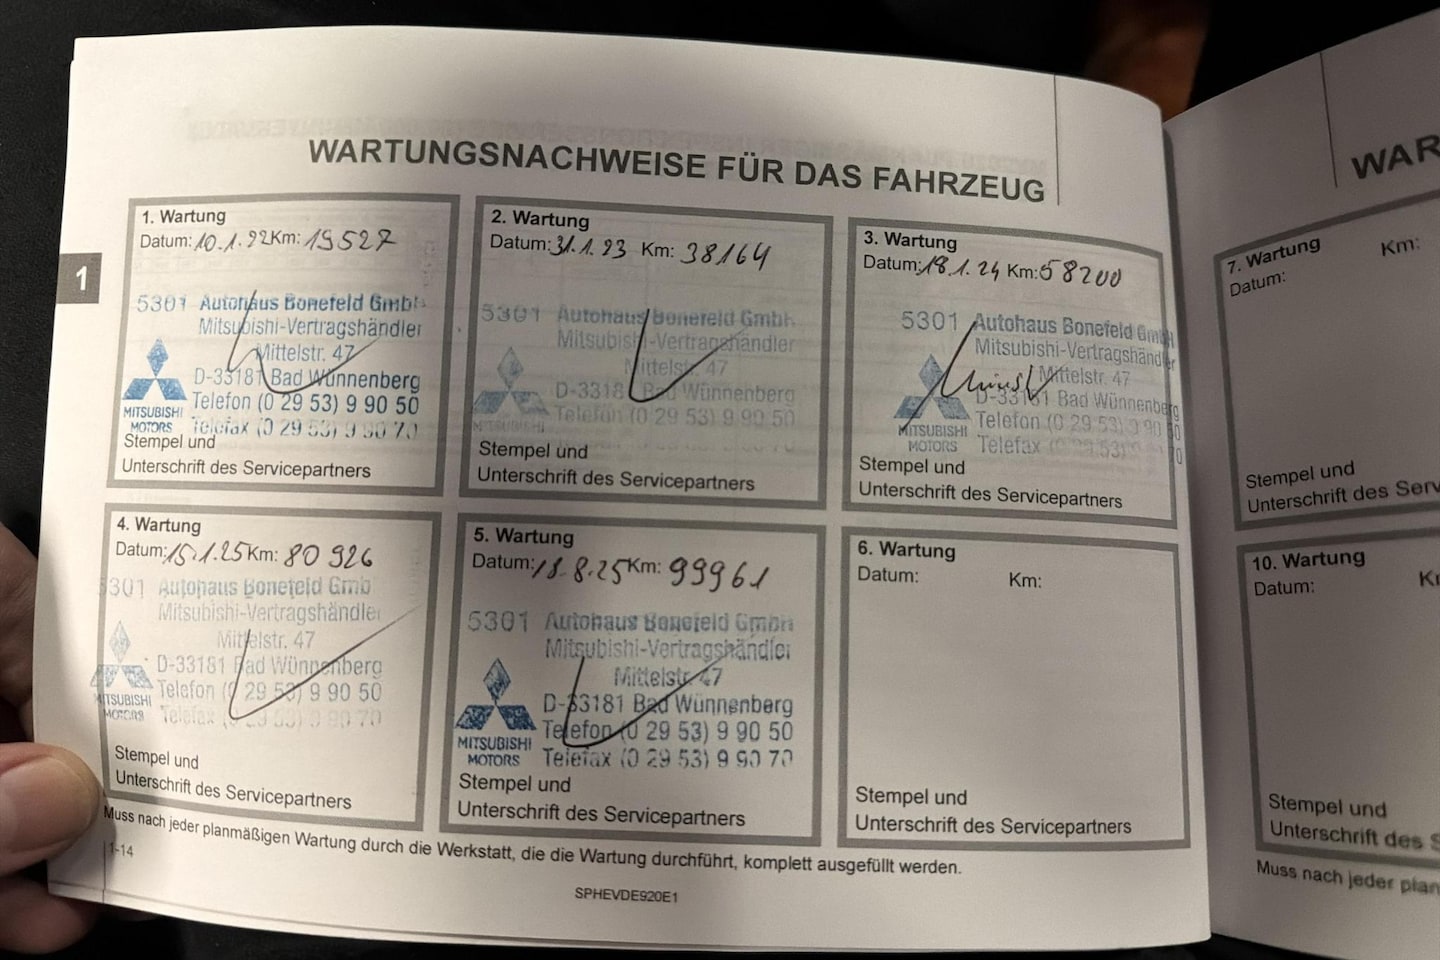 WARTUNGSNACHWEISE FÜR DAS FAHRZEUG
1
1. Wartung
Datum: 10.1.22 Km: 19527
5301 Autohaus Bonefeld GmbH
Mitsubishi-Vertragshändler
Mittelstr. 47
D-33181 Bad Wünnenberg
Telefon (0 29 53) 9 90 50
Telefax (0 29 53) 9 90 70
MITSUBISHI
MOTORS
Stempel und
Unterschrift des Servicepartners
2. Wartung
Datum: 31.1.23 Km: 38164
5301 Autohaus Bonefeld GmbH
Mitsubishi-Vertragshändler
Mittelstr. 47
D-33181 Bad Wünnenberg
Telefon (0 29 53) 9 90 50
MITSUBISHI
Stempel und
Unterschrift des Servicepartners
3. Wartung
Datum: 18.1.24 Km: 58200
5301 Autohaus Bonefeld GmbH
Mitsubishi-Vertragshändler
Mittelstr. 47
D-33181 Bad Wünnenberg
Telefon (0 29 53) 9 90 50
Telefax (0 29 53) 9 90 70
MITSUBISHI
MOTORS
Stempel und
Unterschrift des Servicepartners
4. Wartung
Datum: 15.1.25 Km: 80926
5301 Autohaus Bonefeld Gmb
Mitsubishi-Vertragshändler
Mittelstr. 47
D-33181 Bad Wünnenberg
Telefon (0 29 53) 9 90 50
Telefax (0 29 53) 9 90 70
MITSUBISHI
MOTORS
Stempel und
Unterschrift des Servicepartners
5. Wartung
Datum: 18.8.25 Km: 99961
5301 Autohaus Bonefeld GmbH
Mitsubishi-Vertragshändler
Mittelstr. 47
D-33181 Bad Wünnenberg
Telefon (0 29 53) 9 90 50
Telefax (0 29 53) 9 90 70
MITSUBISHI
MOTORS
Stempel und
Unterschrift des Servicepartners
6. Wartung
Datum: Km:
Stempel und
Unterschrift des Servicepartners
Muss nach jeder planmäßigen Wartung durch die Werkstatt, die die Wartung durchführt, komplett ausgefüllt werden.
1-14
SPHEVDE920E1
WAR
7. Wartung
Datum: Km:
Stempel und
Unterschrift des Serv
10. Wartung
Datum:
Stempel und
Unterschrift des S
Muss nach jeder plan